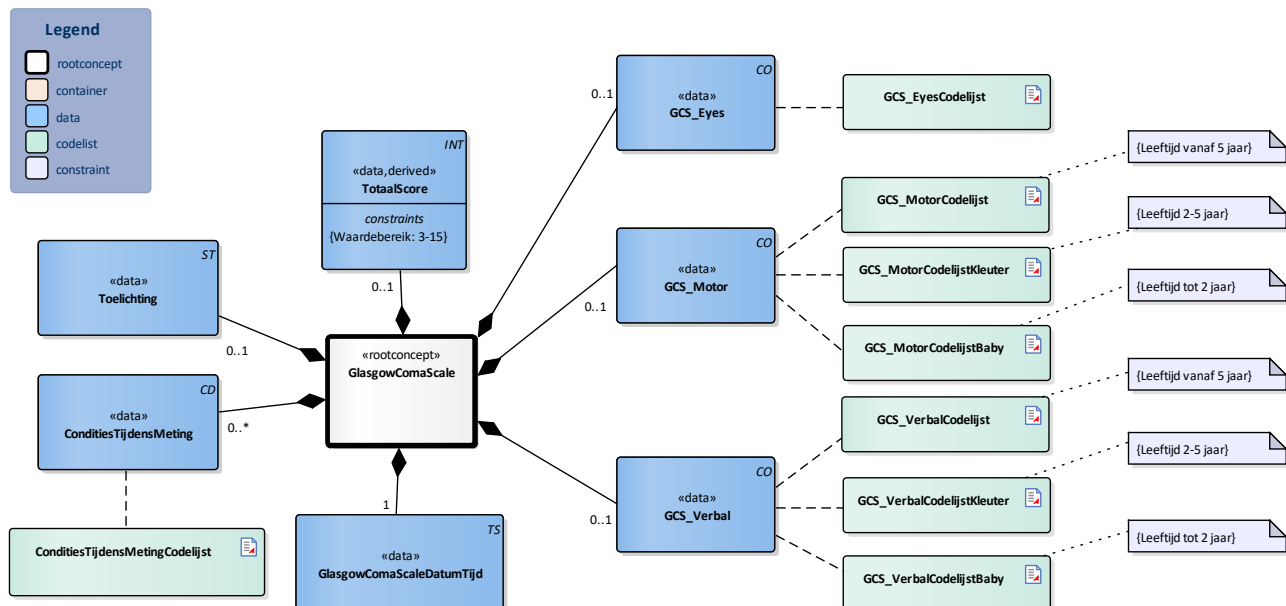 Legend
rootconcept
container
data
codelist
constraint
INT
«data,derived»
TotaalScore
constraints
{Waardebereik: 3-15}
0..1
ST
«data»
Toelichting
0..1
CD
«data»
ConditiesTijdensMeting
0..*
ConditiesTijdensMetingCodelijst
«rootconcept»
GlasgowComaScale
1
TS
«data»
GlasgowComaScaleDatumTijd
CO
«data»
GCS_Eyes
0..1
GCS_EyesCodelijst
CO
«data»
GCS_Motor
0..1
GCS_MotorCodelijst
{Leeftijd vanaf 5 jaar}
GCS_MotorCodelijstKleuter
{Leeftijd 2-5 jaar}
GCS_MotorCodelijstBaby
{Leeftijd tot 2 jaar}
CO
«data»
GCS_Verbal
0..1
GCS_VerbalCodelijst
{Leeftijd vanaf 5 jaar}
GCS_VerbalCodelijstKleuter
{Leeftijd 2-5 jaar}
GCS_VerbalCodelijstBaby
{Leeftijd tot 2 jaar}